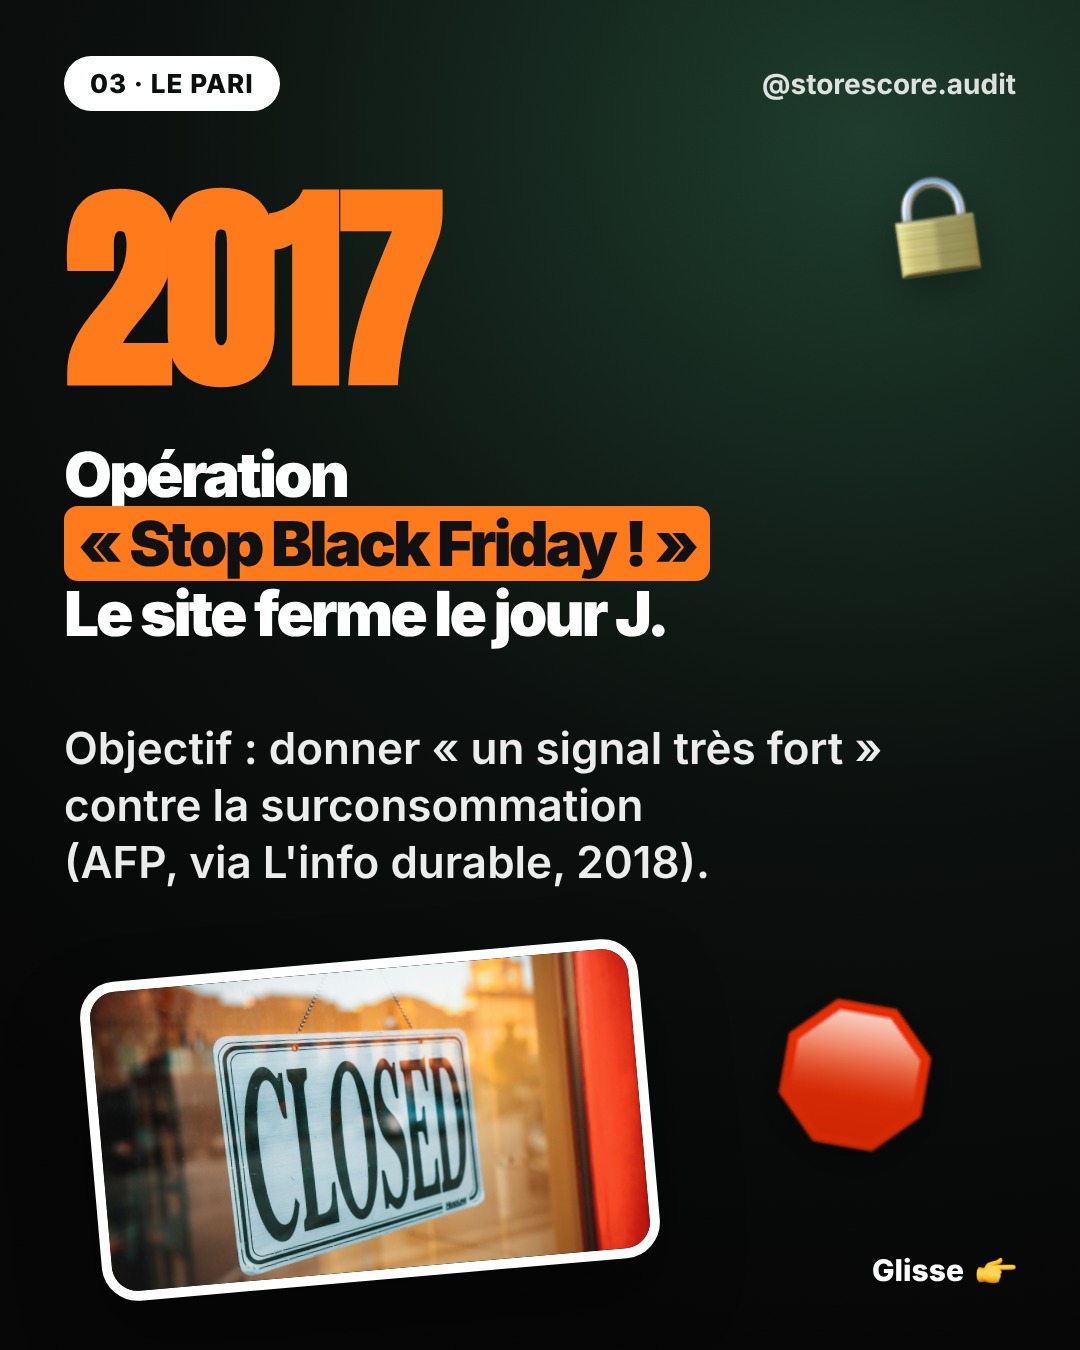 03 · LE PARI
@storescore.audit
2017
Opération
« Stop Black Friday ! »
Le site ferme le jour J.
Objectif : donner « un signal très fort »
contre la surconsommation
(AFP, via L'info durable, 2018).
CLOSED
Glisse 👉